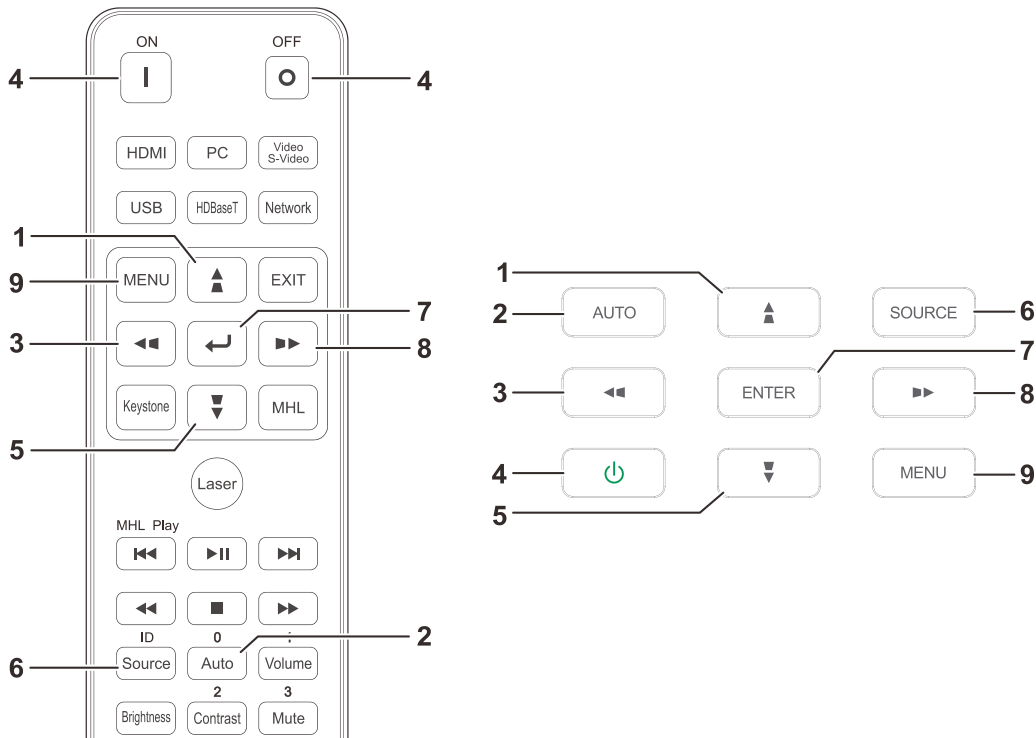 ON OFF
4 4
HDMI PC Video S-Video
USB HDBaseT Network
1
MENU EXIT
9
7
3
8
Keystone MHL
5
Laser
MHL Play
ID 0
2
Source Auto Volume
6
2 3
Brightness Contrast Mute
1
AUTO SOURCE
2 6
7
ENTER
3 8
4 MENU 9
5